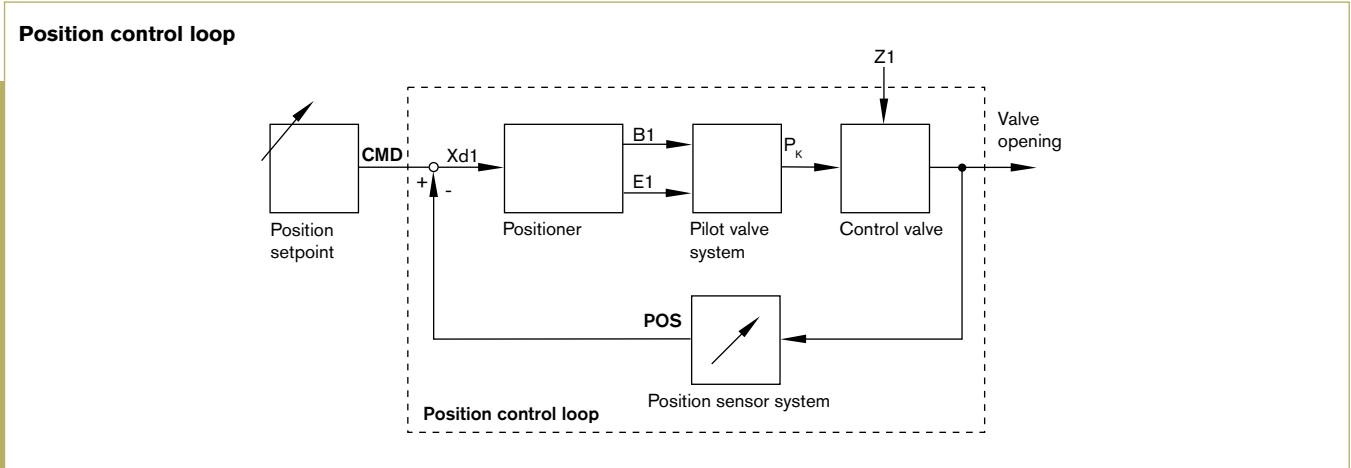 Position control loop
Z1
Valve
opening
CMD
Xd1
B1
P_K
E1
+
-
Position
setpoint
Positioner
Pilot valve
system
Control valve
POS
Position sensor system
Position control loop